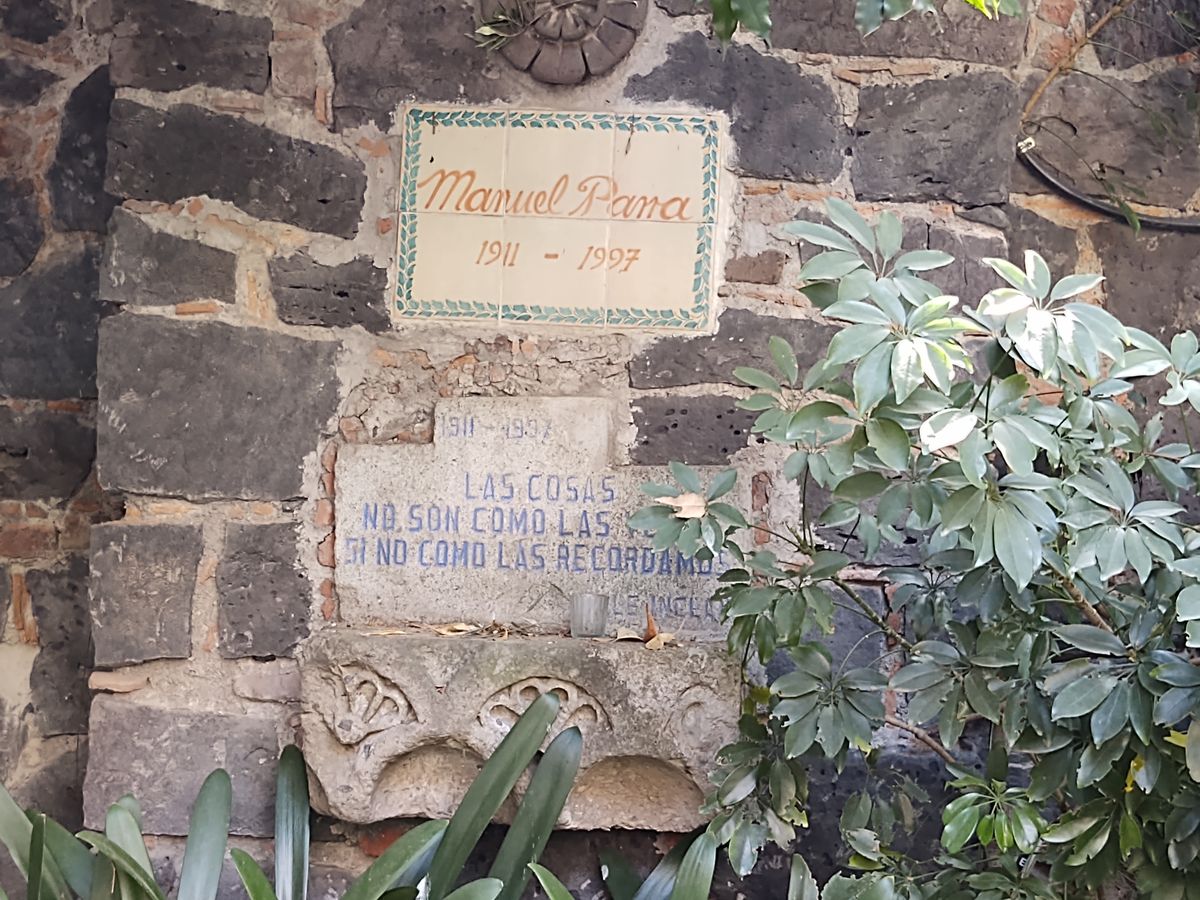 Manuel Parra
1911 - 1997
1911 - 1997
LAS COSAS
NO SON COMO LAS
SI NO COMO LAS RECORDAMOS